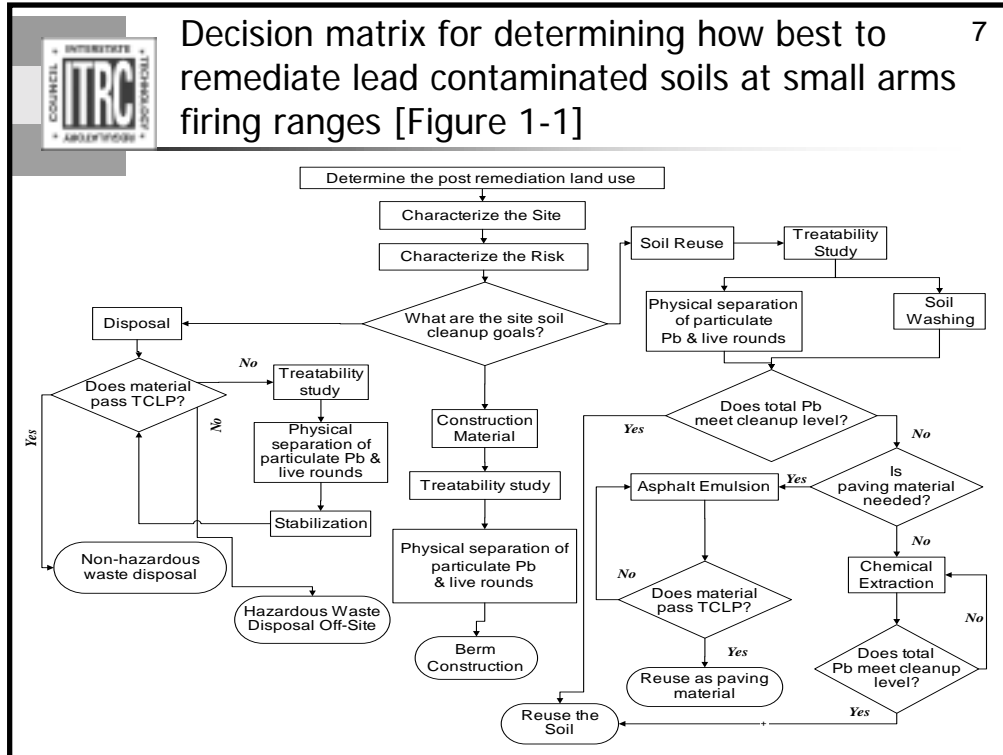 Decision matrix for determining how best to
remediate lead contaminated soils at small arms
firing ranges [Figure 1-1]
7
INTERSTATE
TECHNOLOGY
REGULATORY
COUNCIL
ITRC
Determine the post remediation land use
Characterize the Site
Characterize the Risk
What are the site soil
cleanup goals?
Disposal
Does material
pass TCLP?
No
No
Yes
Treatability
study
Physical
separation of
particulate Pb &
live rounds
Stabilization
Non-hazardous
waste disposal
Hazardous Waste
Disposal Off-Site
Construction
Material
Treatability study
Physical separation of
particulate Pb
& live rounds
Berm
Construction
Soil Reuse
Treatability
Study
Physical separation
of particulate
Pb & live rounds
Soil
Washing
Does total Pb
meet cleanup level?
Yes
No
Is
paving material
needed?
Yes
No
Asphalt Emulsion
Does material
pass TCLP?
No
Yes
Reuse as paving
material
Chemical
Extraction
No
Does total
Pb meet cleanup
level?
Yes
Reuse the
Soil